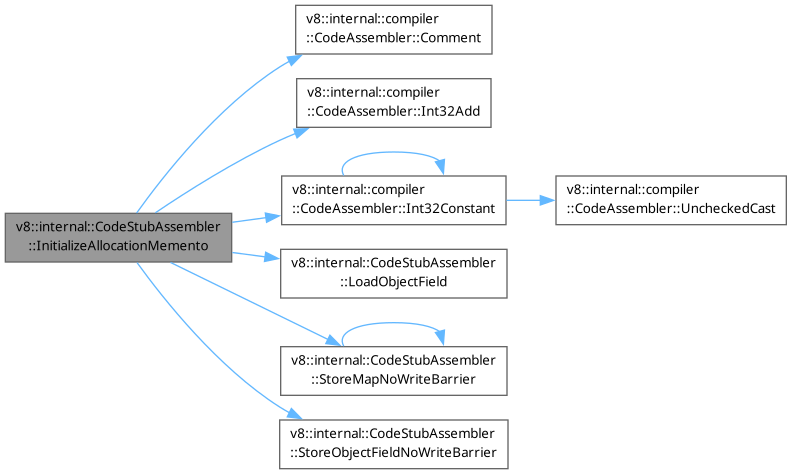 v8::internal::compiler
::CodeAssembler::Comment
v8::internal::compiler
::CodeAssembler::Int32Add
v8::internal::compiler
::CodeAssembler::Int32Constant
v8::internal::compiler
::CodeAssembler::UncheckedCast
v8::internal::CodeStubAssembler
::InitializeAllocationMemento
v8::internal::CodeStubAssembler
::LoadObjectField
v8::internal::CodeStubAssembler
::StoreMapNoWriteBarrier
v8::internal::CodeStubAssembler
::StoreObjectFieldNoWriteBarrier